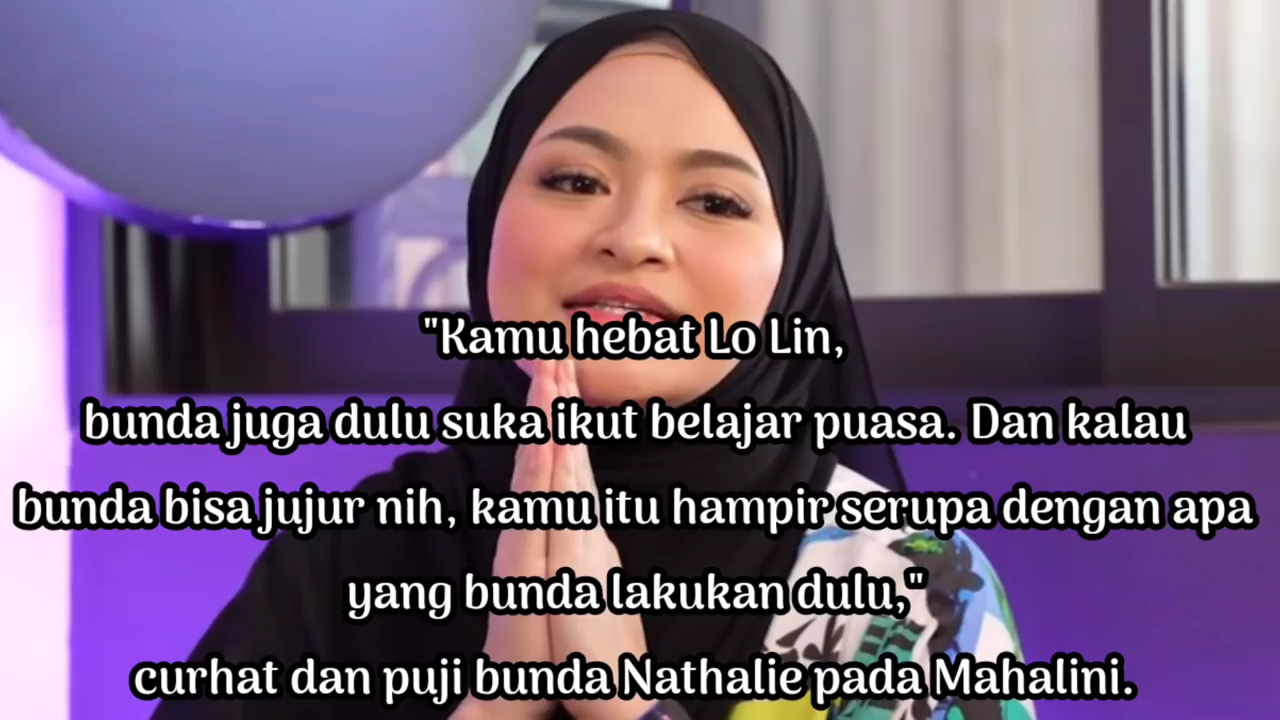 "Kamu hebat Lo Lin,
bunda juga dulu suka ikut belajar puasa. Dan kalau
bunda bisa jujur nih, kamu itu hampir serupa dengan apa
yang bunda lakukan dulu,"
curhat dan puji bunda Nathalie pada Mahalini.